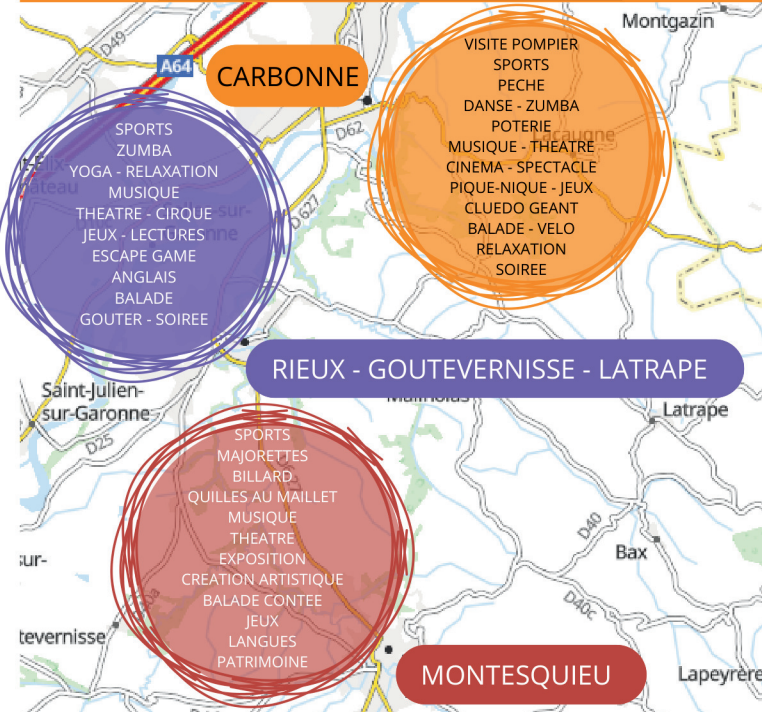 Montgazin
D49
A64
CARBONNE
D62
VISITE POMPIER
SPORTS
PECHE
DANSE - ZUMBA
POTERIE
MUSIQUE - THEATRE
CINEMA - SPECTACLE
PIQUE-NIQUE - JEUX
CLUEDO GEANT
BALADE - VELO
RELAXATION
SOIREE
Lacaugne
SPORTS
ZUMBA
YOGA - RELAXATION
MUSIQUE
THEATRE - CIRQUE
JEUX - LECTURES
ESCAPE GAME
ANGLAIS
BALADE
GOUTER - SOIREE
D627
RIEUX - GOUTEVERNISSE - LATRAPE
Saint-Julien-
sur-Garonne
D25
Latrape
SPORTS
MAJORETTES
BILLARD
QUILLES AU MAILLET
MUSIQUE
THEATRE
EXPOSITION
CREATION ARTISTIQUE
BALADE CONTEE
JEUX
LANGUES
PATRIMOINE
D40
Bax
sur-
D40c
tevernisse
MONTESQUIEU
Lapeyrère